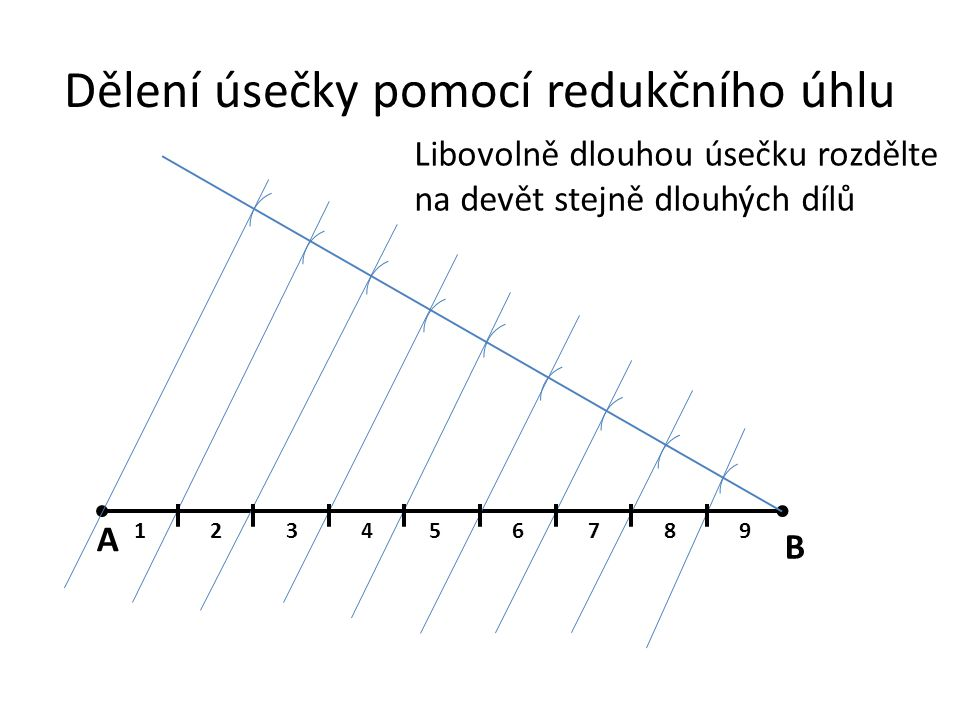 Dělení úsečky pomocí redukčního úhlu
Libovolně dlouhou úsečku rozdělte
na devět stejně dlouhých dílů
1 2 3 4 5 6 7 8 9
A B